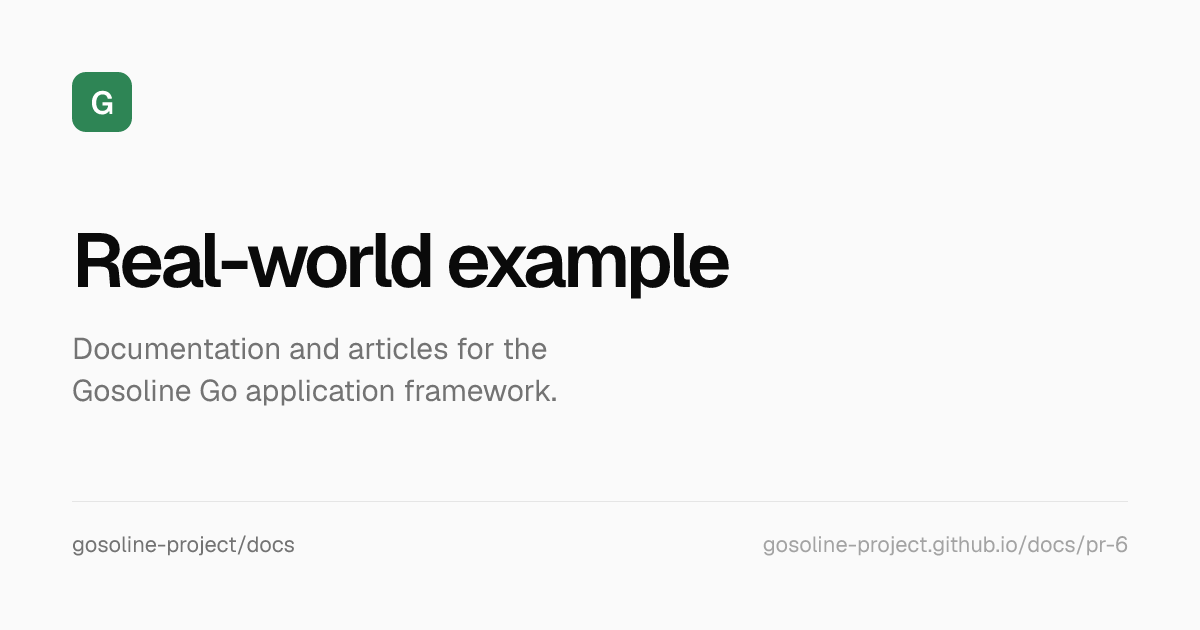 G
Real-world example
Documentation and articles for the
Gosoline Go application framework.
gosoline-project/docs
gosoline-project.github.io/docs/pr-6